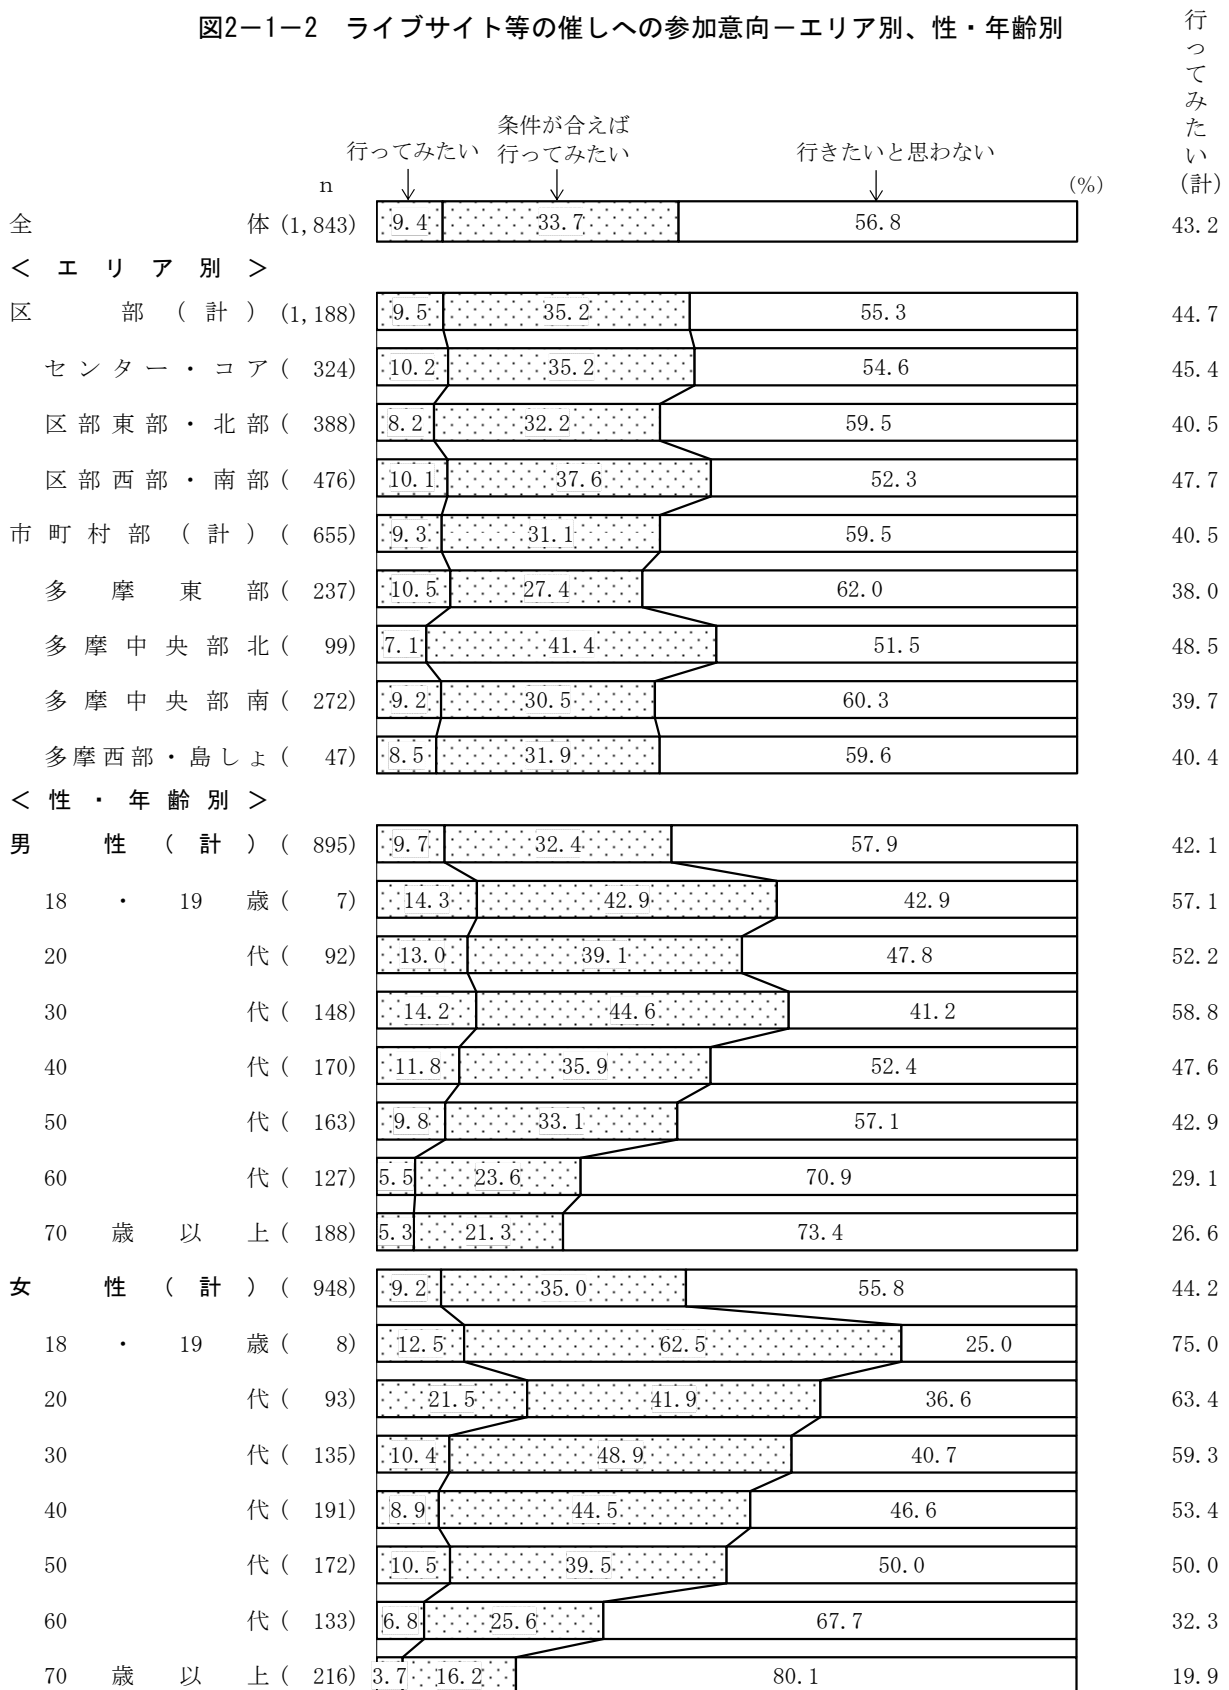 図2－1－2　ライブサイト等の催しへの参加意向－エリア別、性・年齢別
行ってみたい(計)
条件が合えば
行ってみたい 行ってみたい 行きたいと思わない
n (%)
全体 (1,843) 9.4 33.7 56.8 43.2
＜エリア別＞
区部（計） (1,188) 9.5 35.2 55.3 44.7
センター・コア ( 324) 10.2 35.2 54.6 45.4
区部東部・北部 ( 388) 8.2 32.2 59.5 40.5
区部西部・南部 ( 476) 10.1 37.6 52.3 47.7
市町村部（計） ( 655) 9.3 31.1 59.5 40.5
多摩東部 ( 237) 10.5 27.4 62.0 38.0
多摩中央部北 ( 99) 7.1 41.4 51.5 48.5
多摩中央部南 ( 272) 9.2 30.5 60.3 39.7
多摩西部・島しょ ( 47) 8.5 31.9 59.6 40.4
＜性・年齢別＞
男性（計） ( 895) 9.7 32.4 57.9 42.1
18・19歳 ( 7) 14.3 42.9 42.9 57.1
20代 ( 92) 13.0 39.1 47.8 52.2
30代 ( 148) 14.2 44.6 41.2 58.8
40代 ( 170) 11.8 35.9 52.4 47.6
50代 ( 163) 9.8 33.1 57.1 42.9
60代 ( 127) 5.5 23.6 70.9 29.1
70歳以上 ( 188) 5.3 21.3 73.4 26.6
女性（計） ( 948) 9.2 35.0 55.8 44.2
18・19歳 ( 8) 12.5 62.5 25.0 75.0
20代 ( 93) 21.5 41.9 36.6 63.4
30代 ( 135) 10.4 48.9 40.7 59.3
40代 ( 191) 8.9 44.5 46.6 53.4
50代 ( 172) 10.5 39.5 50.0 50.0
60代 ( 133) 6.8 25.6 67.7 32.3
70歳以上 ( 216) 3.7 16.2 80.1 19.9